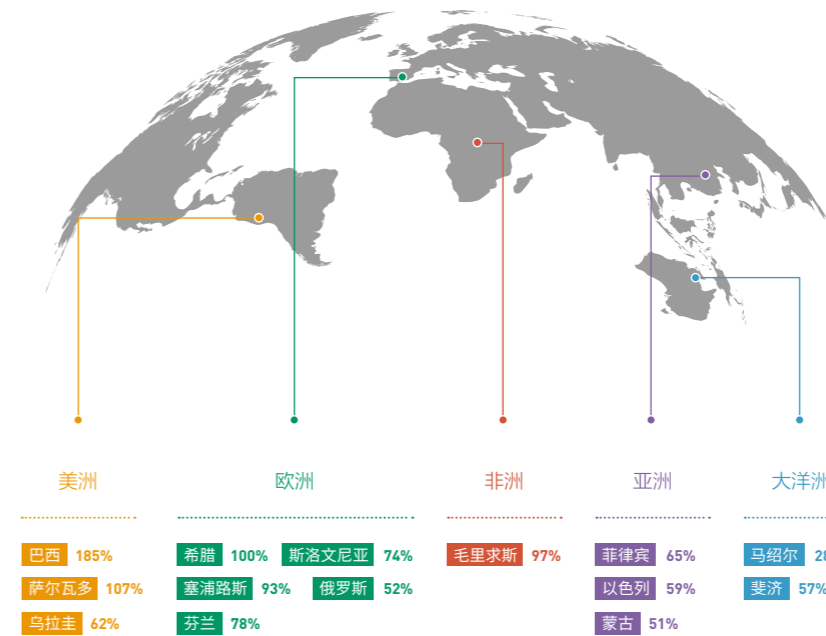 美洲 欧洲 非洲 亚洲 大洋洲
巴西 185% 希腊 100% 斯洛文尼亚 74% 毛里求斯 97% 菲律宾 65% 马绍尔
萨尔瓦多 107% 塞浦路斯 93% 俄罗斯 52% 以色列 59% 斐济 57%
乌拉圭 62% 芬兰 78% 蒙古 51%